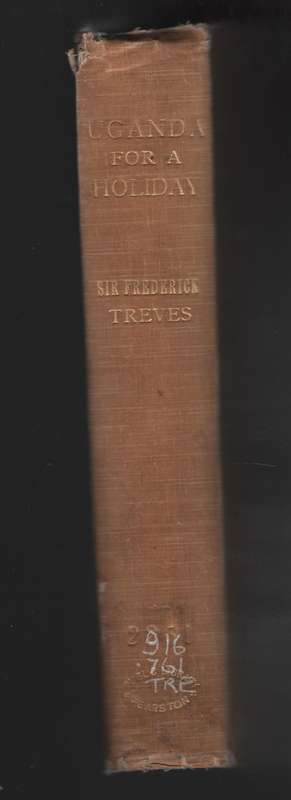 UGANDA
FOR A
HOLIDAY
SIR FREDERICK
TREVES
916
.761
TRE